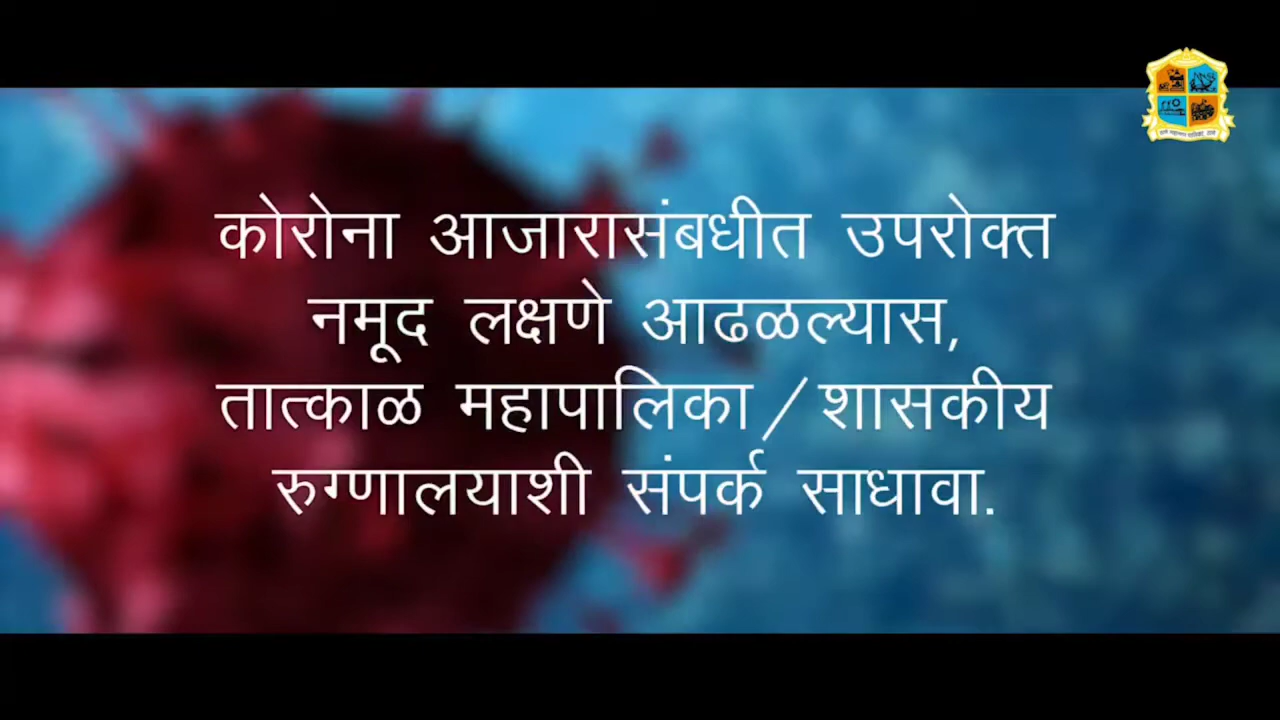 कोरोना आजारासंबधीत उपरोक्त
नमूद लक्षणे आढळल्यास,
तात्काळ महापालिका/शासकीय
रुग्णालयाशी संपर्क साधावा.